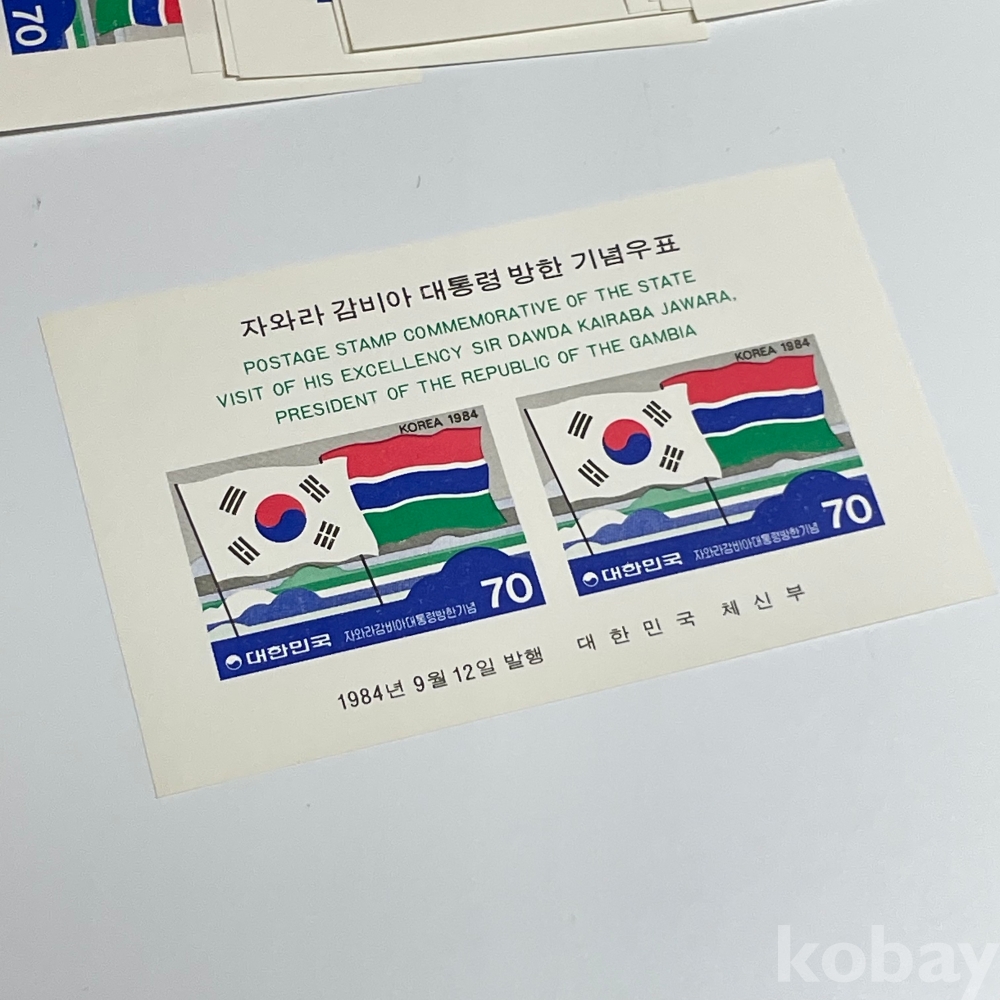 70
자와라 감비아 대통령 방한 기념우표
POSTAGE STAMP COMMEMORATIVE OF THE STATE
VISIT OF HIS EXCELLENCY SIR DAWDA KAIRABA JAWARA,
PRESIDENT OF THE REPUBLIC OF THE GAMBIA
KOREA 1984
대한민국 자와라감비아대통령방한기념 70
KOREA 1984
대한민국 자와라감비아대통령방한기념 70
1984년 9월 12일 발행 대한민국 체신부
kobay